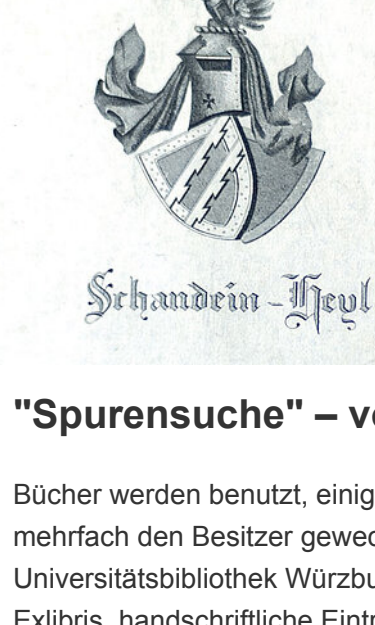 Schandein-Heyl
"Spurensuche" – v
Bücher werden benutzt, einig
mehrfach den Besitzer gewec
Universitätsbibliothek Würzbu
Exlibris, handschriftliche Eintr